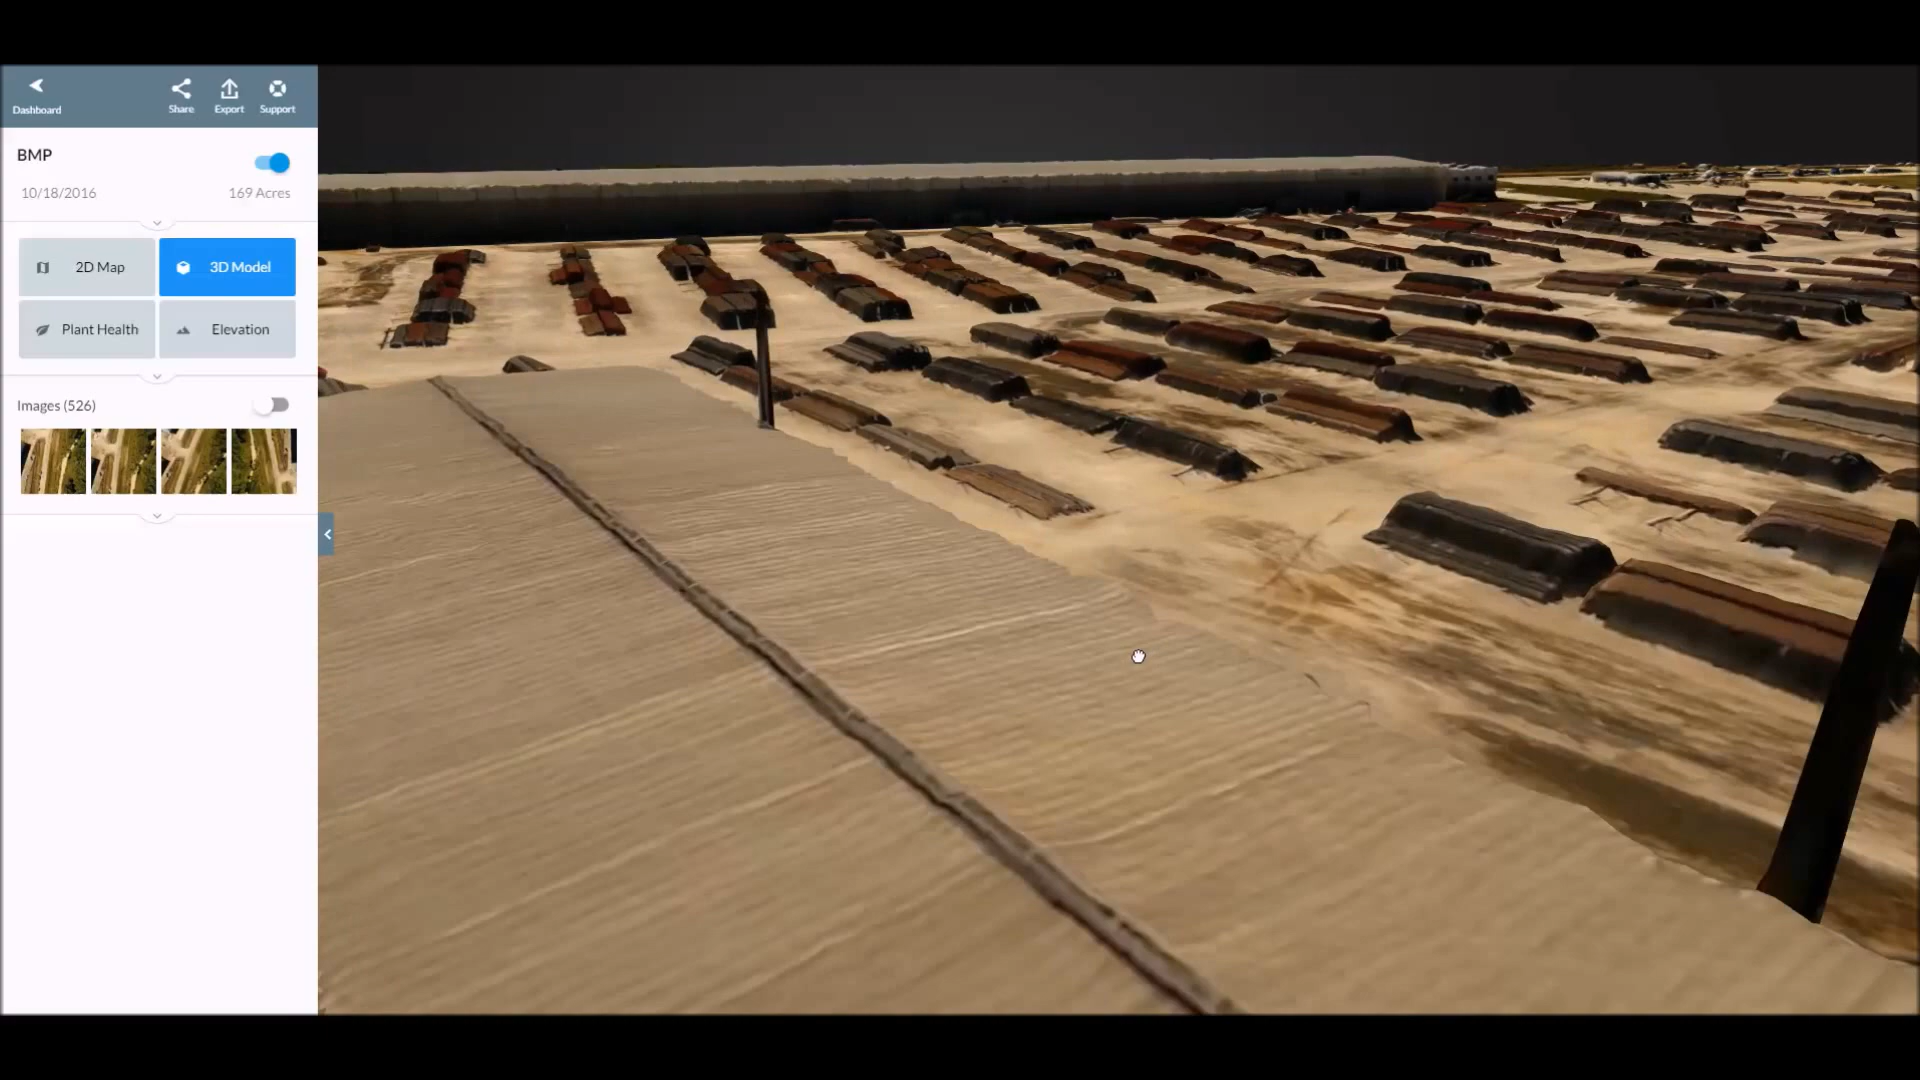 Dashboard
Share
Export
Support
BMP
10/18/2016
169 Acres
2D Map
3D Model
Plant Health
Elevation
Images (526)